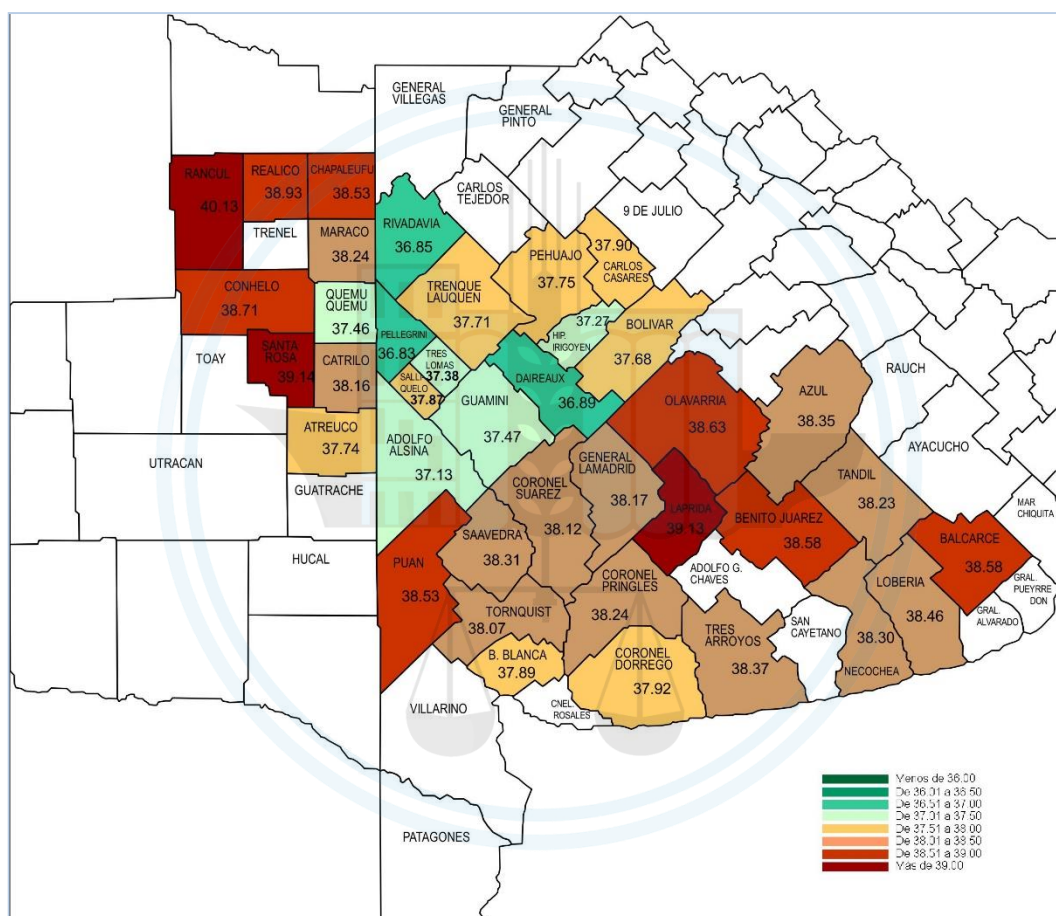 GENERAL
VILLEGAS
GENERAL
PINTO
RANCUL
40.13
REALICO
38.93
CHAPALEUFU
38.53
CARLOS
TEJEDOR
9 DE JULIO
TRENEL
MARACO
38.24
RIVADAVIA
36.85
PEHUAJO
37.75
37.90
CARLOS
CASARES
CONHELO
38.71
QUEMU
QUEMU
37.46
TRENQUE
LAUQUEN
37.71
37.27
HIP.
IRIGOYEN
BOLIVAR
37.68
TOAY
SANTA
ROSA
39.14
CATRILO
38.16
PELLEGRINI
36.83
TRES
LOMAS
37.38
SALLI
QUELO
37.87
DAIREAUX
36.89
GUAMINI
37.47
RAUCH
AZUL
38.35
OLAVARRIA
38.63
ATREUCO
37.74
ADOLFO
ALSINA
37.13
AYACUCHO
UTRACAN
GUATRACHE
CORONEL
SUAREZ
38.12
GENERAL
LAMADRID
38.17
LAPRIDA
39.13
TANDIL
38.23
BENITO JUAREZ
38.58
MAR
CHIQUITA
HUCAL
PUAN
38.53
SAAVEDRA
38.31
BALCARCE
38.58
ADOLFO G.
CHAVES
CORONEL
PRINGLES
38.24
LOBERIA
38.46
GRAL.
PUEYRRE
DON
GRAL.
ALVARADO
TORNQUIST
38.07
TRES
ARROYOS
38.37
SAN
CAYETANO
38.30
NECOCHEA
B. BLANCA
37.89
CORONEL
DORREGO
37.92
VILLARINO
CNEL.
ROSALES
PATAGONES
Menos de 36.00
De 36.01 a 36.50
De 36.51 a 37.00
De 37.01 a 37.50
De 37.51 a 38.00
De 38.01 a 38.50
De 38.51 a 39.00
Más de 39.00